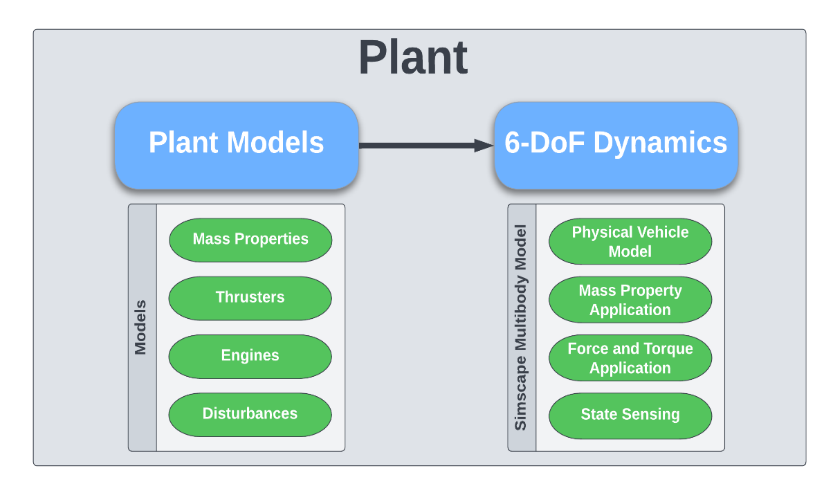 Plant
Plant Models
6-DoF Dynamics
Models
Mass Properties
Thrusters
Engines
Disturbances
Simscape Multibody Model
Physical Vehicle
Model
Mass Property
Application
Force and Torque
Application
State Sensing